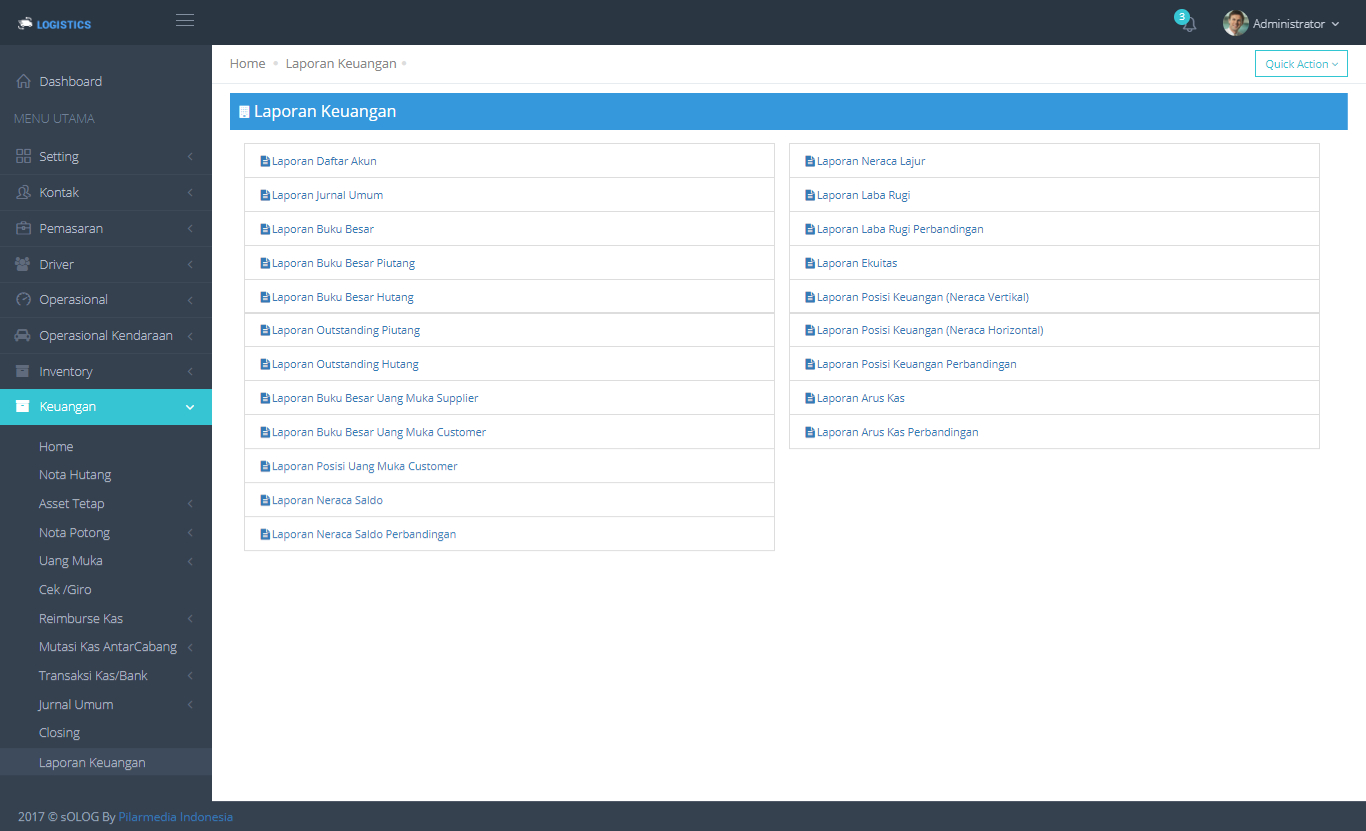 LOGISTICS
3
Administrator
Home
Laporan Keuangan
Quick Action
Dashboard
MENU UTAMA
Setting
Kontak
Pemasaran
Driver
Operasional
Operasional Kendaraan
Inventory
Keuangan
Home
Nota Hutang
Asset Tetap
Nota Potong
Uang Muka
Cek /Giro
Reimburse Kas
Mutasi Kas AntarCabang
Transaksi Kas/Bank
Jurnal Umum
Closing
Laporan Keuangan
Laporan Keuangan
Laporan Daftar Akun
Laporan Jurnal Umum
Laporan Buku Besar
Laporan Buku Besar Piutang
Laporan Buku Besar Hutang
Laporan Outstanding Piutang
Laporan Outstanding Hutang
Laporan Buku Besar Uang Muka Supplier
Laporan Buku Besar Uang Muka Customer
Laporan Posisi Uang Muka Customer
Laporan Neraca Saldo
Laporan Neraca Saldo Perbandingan
Laporan Neraca Lajur
Laporan Laba Rugi
Laporan Laba Rugi Perbandingan
Laporan Ekuitas
Laporan Posisi Keuangan (Neraca Vertikal)
Laporan Posisi Keuangan (Neraca Horizontal)
Laporan Posisi Keuangan Perbandingan
Laporan Arus Kas
Laporan Arus Kas Perbandingan
2017 © sOLOG By Pilarmedia Indonesia